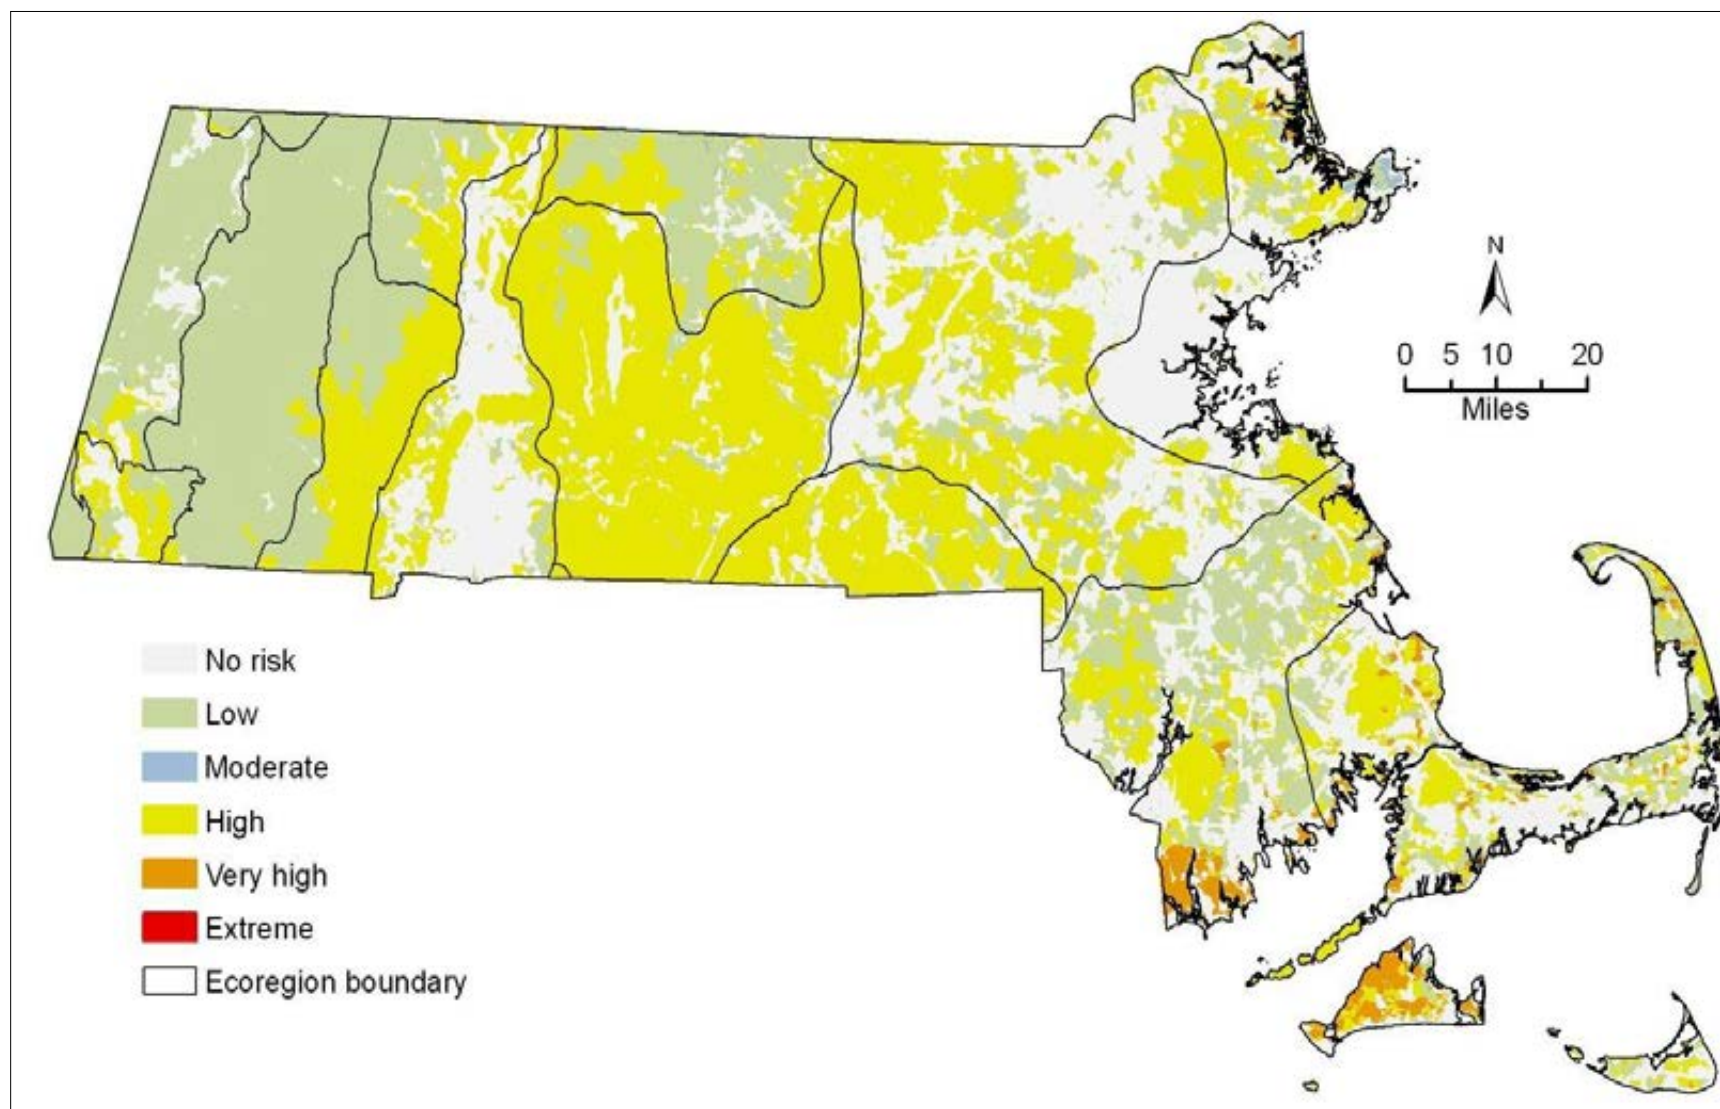 N
0 5 10 20
Miles
No risk
Low
Moderate
High
Very high
Extreme
Ecoregion boundary